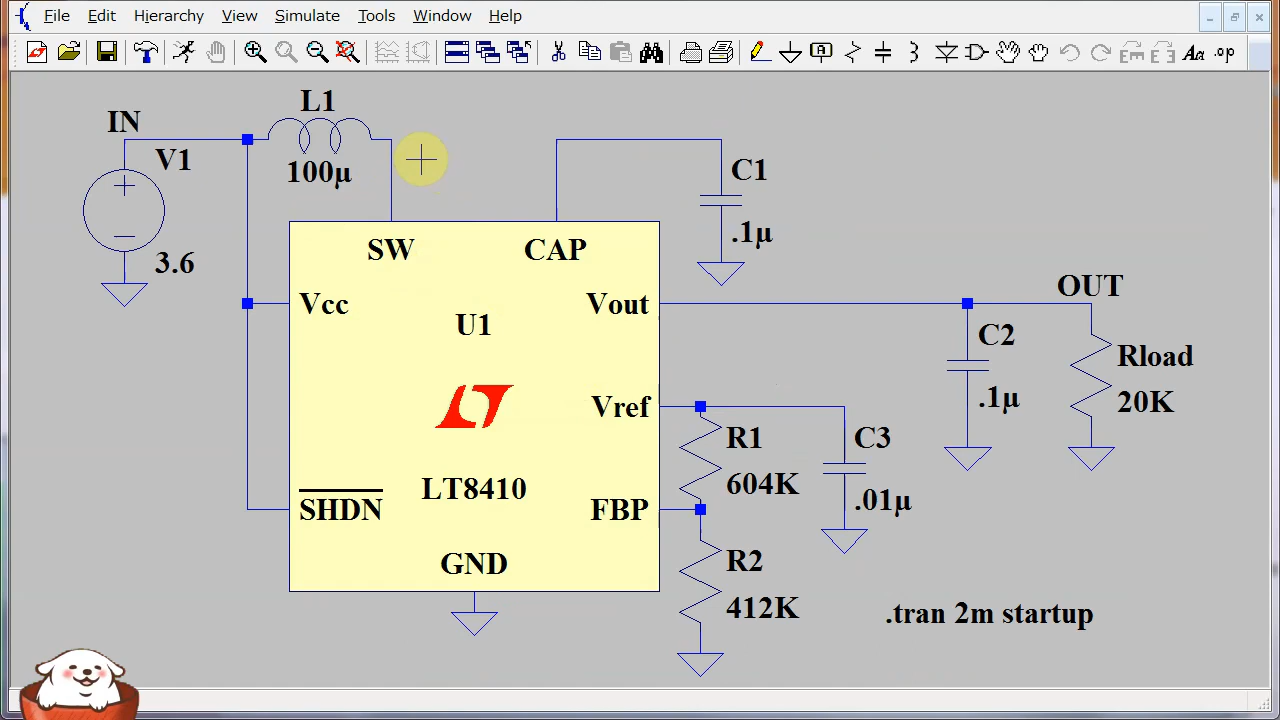 File Edit Hierarchy View Simulate Tools Window Help
Aa .op
L1
IN
V1
100µ
C1
.1µ
SW CAP
3.6
OUT
Vcc Vout
U1
C2
Rload
.1µ
20K
Vref
R1
C3
604K
LT8410
.01µ
SHDN FBP
GND
R2
412K
.tran 2m startup